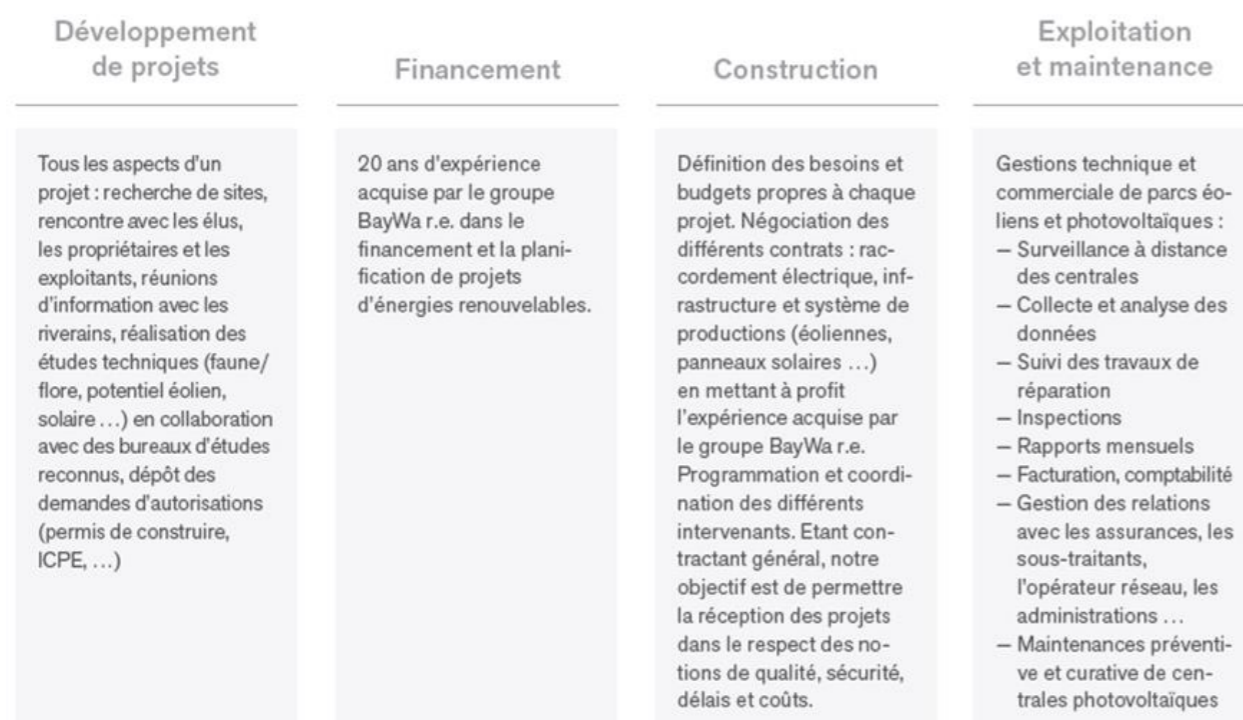 Développement
de projets
Tous les aspects d'un
projet : recherche de sites,
rencontre avec les élus,
les propriétaires et les
exploitants, réunions
d'information avec les
riverains, réalisation des
études techniques (faune/
flore, potentiel éolien,
solaire ...) en collaboration
avec des bureaux d'études
reconnus, dépôt des
demandes d'autorisations
(permis de construire,
ICPE, ...)
Financement
20 ans d'expérience
acquise par le groupe
BayWa r.e. dans le
financement et la plani-
fication de projets
d'énergies renouvelables.
Construction
Définition des besoins et
budgets propres à chaque
projet. Négociation des
différents contrats : rac-
cordement électrique, inf-
rastructure et système de
productions (éoliennes,
panneaux solaires ...)
en mettant à profit
l'expérience acquise par
le groupe BayWa r.e.
Programmation et coordi-
nation des différents
intervenants. Etant con-
tractant général, notre
objectif est de permettre
la réception des projets
dans le respect des no-
tions de qualité, sécurité,
délais et coûts.
Exploitation
et maintenance
Gestions technique et
commerciale de parcs éo-
liens et photovoltaïques :
— Surveillance à distance
des centrales
— Collecte et analyse des
données
— Suivi des travaux de
réparation
— Inspections
— Rapports mensuels
— Facturation, comptabilité
— Gestion des relations
avec les assurances, les
sous-traitants,
l'opérateur réseau, les
administrations ...
— Maintenances préventi-
ve et curative de cen-
trales photovoltaïques